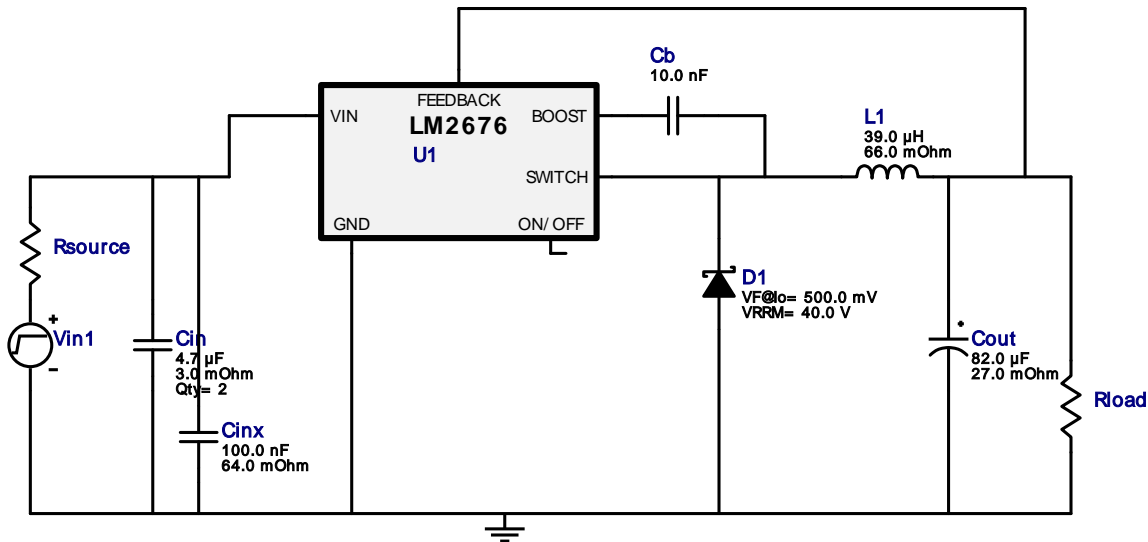 Cb
10.0 nF
FEEDBACK
VIN
LM2676
BOOST
U1
L1
39.0 µH
66.0 mOhm
SWITCH
GND
ON/ OFF
Rsource
D1
VF@Io= 500.0 mV
VRRM= 40.0 V
+
Vin1
-
Cin
4.7 µF
3.0 mOhm
Qty= 2
+
Cout
82.0 µF
27.0 mOhm
Rload
Cinx
100.0 nF
64.0 mOhm